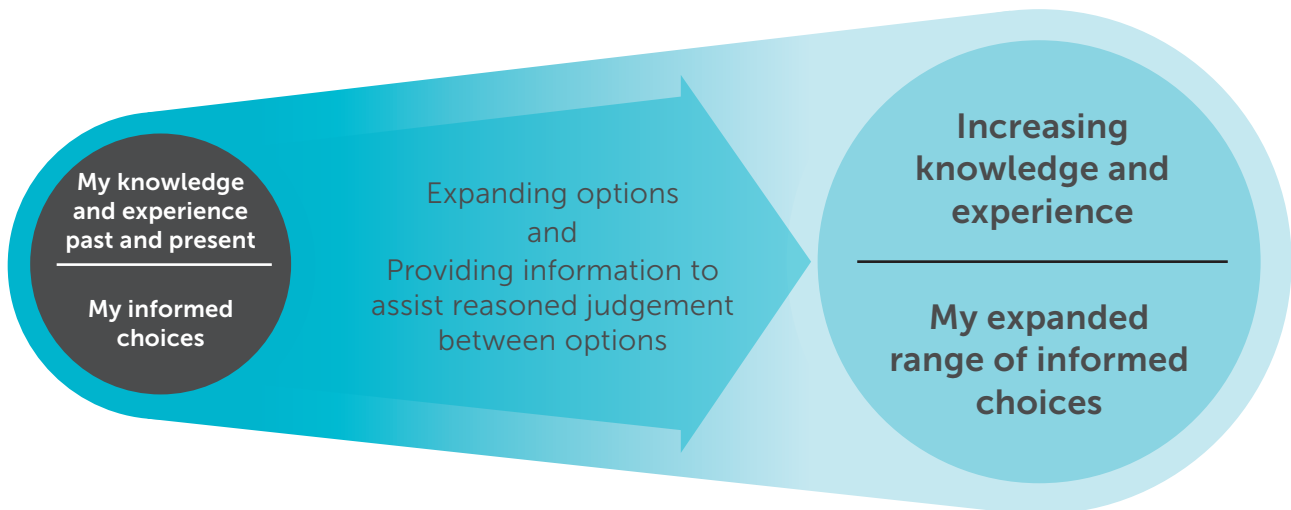 My knowledge
and experience
past and present
My informed
choices
Expanding options
and
Providing information to
assist reasoned judgement
between options
Increasing
knowledge and
experience
My expanded
range of informed
choices